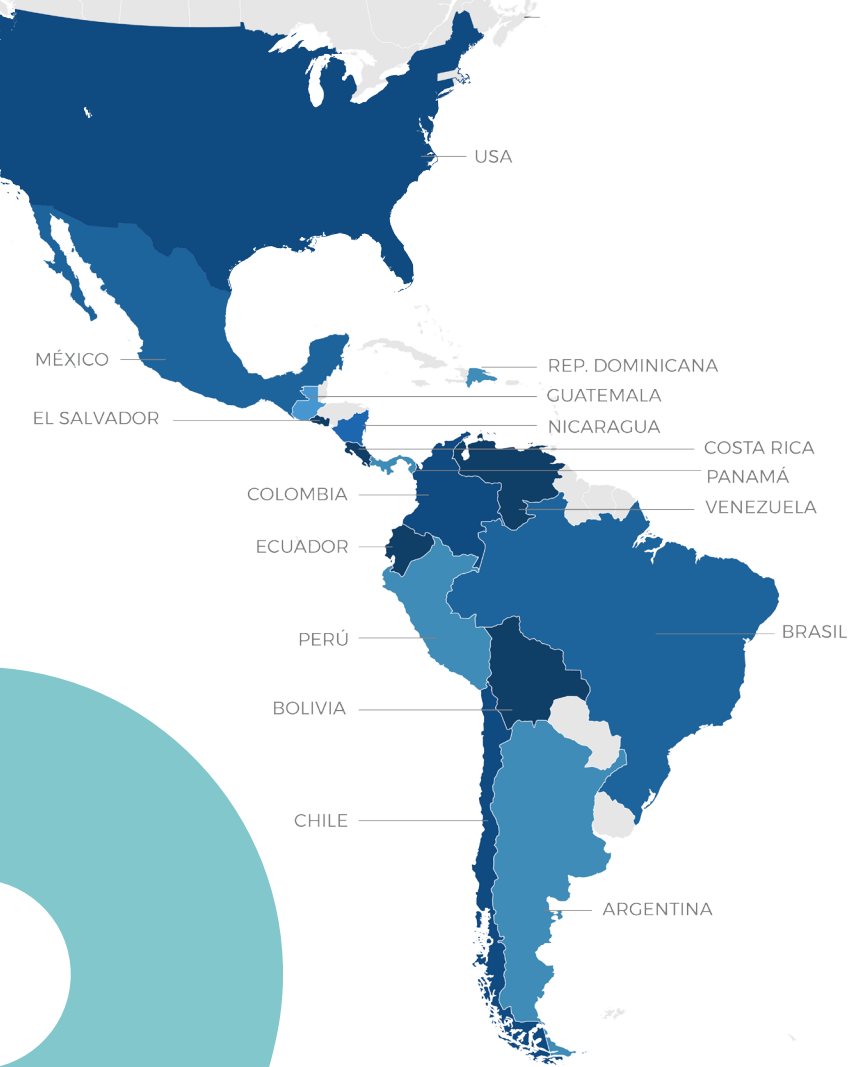 USA
MÉXICO
REP. DOMINICANA
GUATEMALA
EL SALVADOR
NICARAGUA
COSTA RICA
PANAMÁ
COLOMBIA
VENEZUELA
ECUADOR
BRASIL
PERÚ
BOLIVIA
CHILE
ARGENTINA